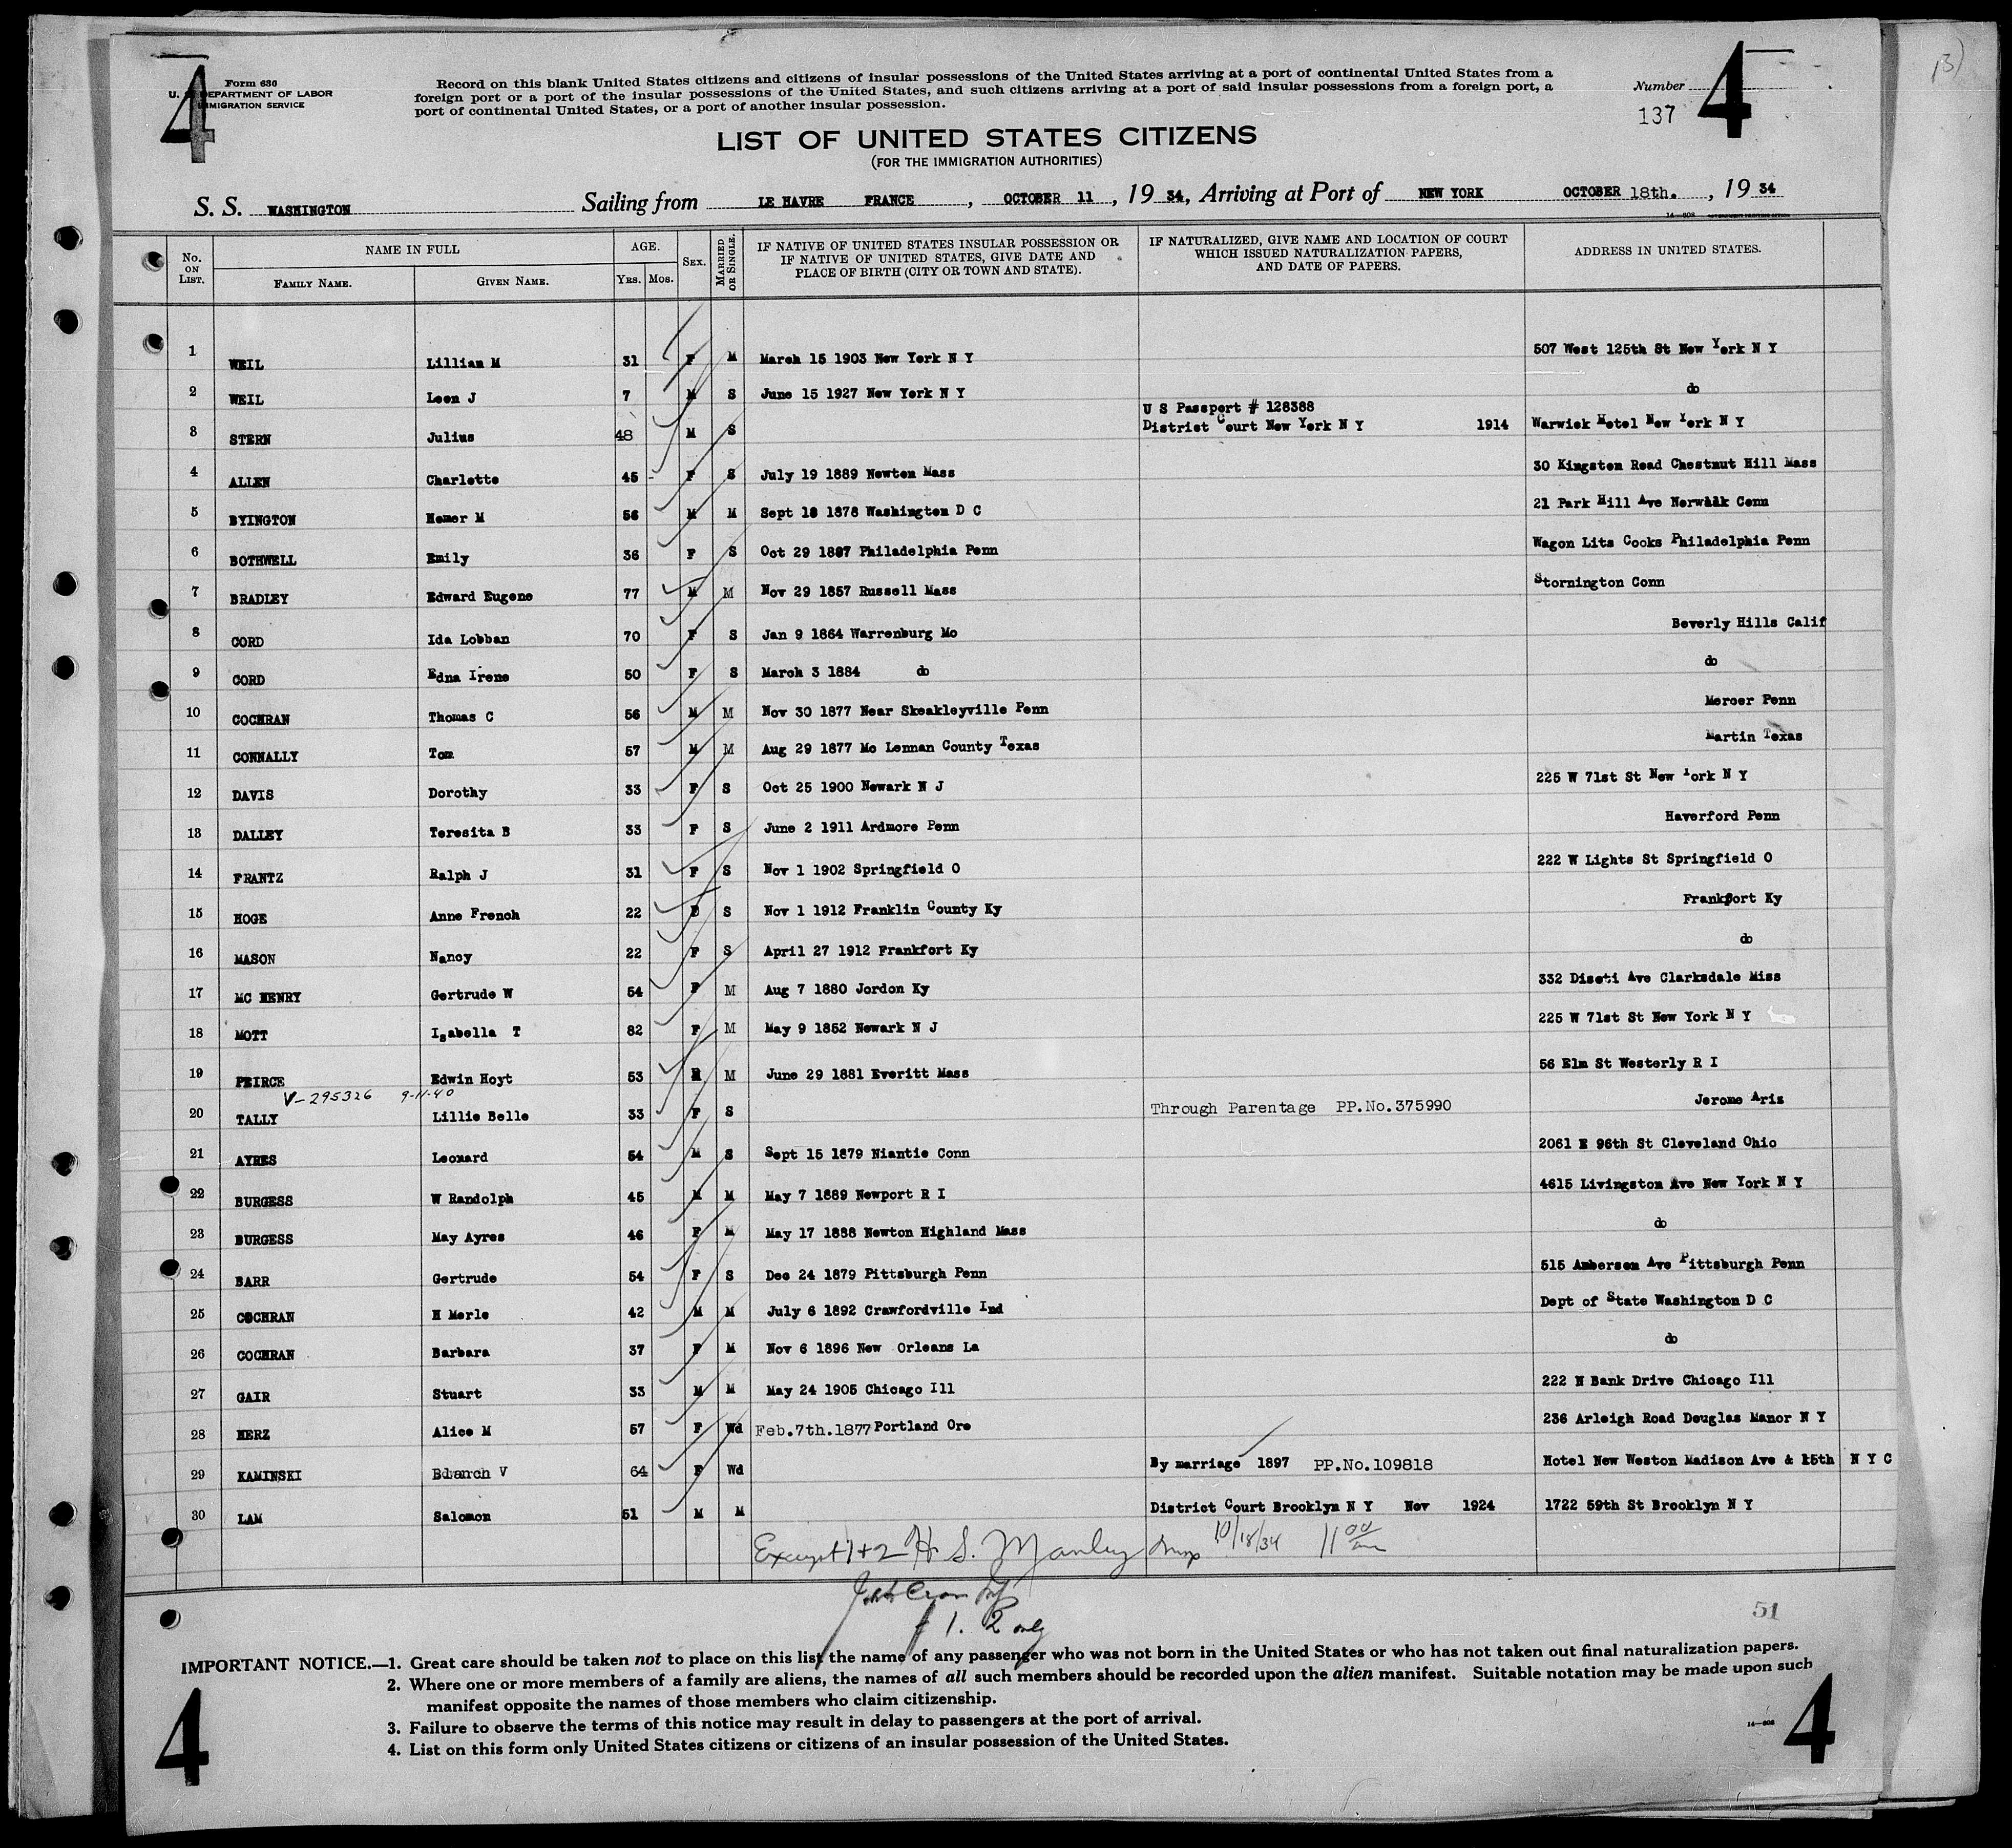 4
Form 630
U. S. DEPARTMENT OF LABOR
IMMIGRATION SERVICE
Record on this blank United States citizens and citizens of insular possessions of the United States arriving at a port of continental United States from a
foreign port or a port of the insular possessions of the United States, and such citizens arriving at a port of said insular possessions from a foreign port, a
port of continental United States, or a port of another insular possession.
Number
137
4
LIST OF UNITED STATES CITIZENS
(FOR THE IMMIGRATION AUTHORITIES)
S. S. WASHINGTON Sailing from LE HAVRE FRANCE , OCTOBER 11 , 19 34, Arriving at Port of NEW YORK OCTOBER 18th. , 19 34
No. ON LIST. NAME IN FULL FAMILY NAME. GIVEN NAME. AGE. YRS. MOS. SEX. MARRIED OR SINGLE. IF NATIVE OF UNITED STATES INSULAR POSSESSION OR IF NATIVE OF UNITED STATES, GIVE DATE AND PLACE OF BIRTH (CITY OR TOWN AND STATE). IF NATURALIZED, GIVE NAME AND LOCATION OF COURT WHICH ISSUED NATURALIZATION PAPERS, AND DATE OF PAPERS. ADDRESS IN UNITED STATES.
1 WEIL Lillian M 31 F M March 15 1903 New York N Y 507 West 125th St New York N Y
2 WEIL Leon J 7 M S June 15 1927 New York N Y do
U S Passport # 128388
3 STERN Julius 48 M S District Court New York N Y 1914 Warwick Hotel New York N Y
4 ALLEN Charlotte 45 F S July 19 1889 Newton Mass 30 Kingston Road Chestnut Hill Mass
5 BYINGTON Homer M 56 M M Sept 18 1878 Washington D C 21 Park Hill Ave Norwalk Conn
6 BOTHWELL Emily 36 F S Oct 29 1897 Philadelphia Penn Wagon Lits Cooks Philadelphia Penn
7 BRADLEY Edward Eugene 77 M M Nov 29 1857 Russell Mass Stornington Conn
8 CORD Ida Lobban 70 F S Jan 9 1864 Warrenburg Mo Beverly Hills Calif
9 CORD Edna Irene 50 F S March 3 1884 do do
10 COCHRAN Thomas C 56 M M Nov 30 1877 Near Skeakleyville Penn Mercer Penn
11 CONNALLY Tom 57 M M Aug 29 1877 Mc Lennan County Texas Martin Texas
12 DAVIS Dorothy 33 F S Oct 25 1900 Newark N J 225 W 71st St New York N Y
13 DALLEY Teresita B 33 F S June 2 1911 Ardmore Penn Haverford Penn
14 FRANTZ Ralph J 31 F S Nov 1 1902 Springfield O 222 W Lights St Springfield O
15 HOGE Anne French 22 S Nov 1 1912 Franklin County Ky Frankfort Ky
16 MASON Nancy 22 F S April 27 1912 Frankfort Ky do
17 MC HENRY Gertrude W 54 F M Aug 7 1880 Jordon Ky 332 Diseti Ave Clarksdale Miss
18 MOTT Isabella T 82 F M May 9 1852 Newark N J 225 W 71st St New York N Y
19 PEIRCE Edwin Hoyt 53 M June 29 1881 Everitt Mass 56 Elm St Westerly R I
V-295326 9-11-40
20 TALLY Lillie Belle 33 F S Through Parentage PP.No.375990 Jerome Aris
21 AYRES Leonard 54 M S Sept 15 1879 Niantie Conn 2061 E 96th St Cleveland Ohio
22 BURGESS W Randolph 45 M M May 7 1889 Newport R I 4615 Livingston Ave New York N Y
23 BURGESS May Ayres 46 F M May 17 1888 Newton Highland Mass do
24 BARR Gertrude 54 F S Dec 24 1879 Pittsburgh Penn 515 Amberson Ave Pittsburgh Penn
25 COCHRAN H Merle 42 M M July 6 1892 Crawfordville Ind Dept of State Washington D C
26 COCHRAN Barbara 37 F M Nov 6 1896 New Orleans La do
27 GAIR Stuart 33 M M May 24 1905 Chicago Ill 222 N Bank Drive Chicago Ill
28 HERZ Alice M 57 F Wd Feb.7th.1877 Portland Ore 236 Arleigh Road Douglas Manor N Y
29 KAMINSKI Blanch V 64 F Wd By marriage 1897 PP.No.109818 Hotel New Weston Madison Ave & 15th N Y C
30 LAM Salomon 51 M M District Court Brooklyn N Y Nov 1924 1722 59th St Brooklyn N Y
Except 1+2 H. S. Manley Insp 10/18/34 11 00 am
1. 2 only
51
IMPORTANT NOTICE.—1. Great care should be taken not to place on this list the name of any passenger who was not born in the United States or who has not taken out final naturalization papers.
2. Where one or more members of a family are aliens, the names of all such members should be recorded upon the alien manifest. Suitable notation may be made upon such
manifest opposite the names of those members who claim citizenship.
3. Failure to observe the terms of this notice may result in delay to passengers at the port of arrival.
4. List on this form only United States citizens or citizens of an insular possession of the United States.
14—608
4
4